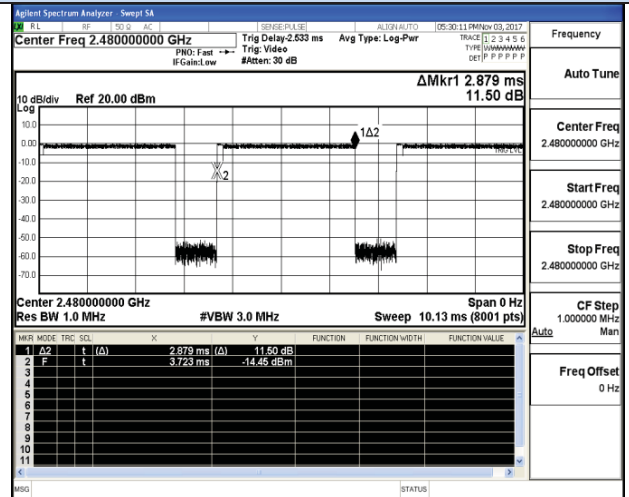 Agilent Spectrum Analyzer - Swept SA
RL RF 50 Ω AC SENSE:PULSE ALIGN AUTO 05:30:11 PM Nov 03, 2017
Center Freq 2.480000000 GHz
PNO: Fast
IFGain:Low
Trig Delay-2.533 ms
Trig: Video
#Atten: 30 dB
Avg Type: Log-Pwr
TRACE 1 2 3 4 5 6
TYPE WWWWWW
DET P P P P P P
ΔMkr1 2.879 ms
11.50 dB
10 dB/div Ref 20.00 dBm
Log
10.0
0.00
-10.0
-20.0
-30.0
-40.0
-50.0
-60.0
-70.0
1Δ2
TRIG LVL
2
Center 2.480000000 GHz Span 0 Hz
Res BW 1.0 MHz #VBW 3.0 MHz Sweep 10.13 ms (8001 pts)
MKR MODE TRC SCL X Y FUNCTION FUNCTION WIDTH FUNCTION VALUE
1 Δ2 t (Δ) 2.879 ms (Δ) 11.50 dB
2 F t 3.723 ms -14.45 dBm
3
4
5
6
7
8
9
10
11
MSG STATUS
Frequency
Auto Tune
Center Freq
2.480000000 GHz
Start Freq
2.480000000 GHz
Stop Freq
2.480000000 GHz
CF Step
1.000000 MHz
Auto Man
Freq Offset
0 Hz